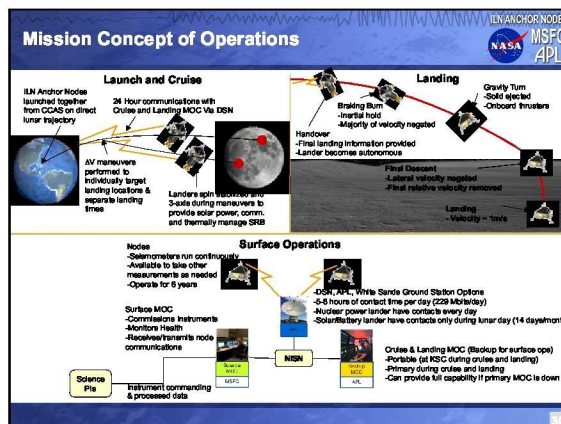 ILN ANCHOR NODE
Mission Concept of Operations
NASA
MSFC
APL
Launch and Cruise
ILN Anchor Nodes
launched together
from CCAS on direct
lunar trajectory
24 Hour communications with
Cruise and Landing MOC Via DSN
ΔV maneuvers
performed to
individually target
landing locations &
separate landing
times
Landers spin stabilized and
3-axis during maneuvers to
provide solar power, comm.
and thermally manage SRB
Landing
Handover
-Final landing information provided
-Lander becomes autonomous
Braking Burn
-Inertial hold
-Majority of velocity negated
Gravity Turn
-Solid ejected
-Onboard thrusters
Final Descent
-Lateral velocity negated
-Final relative velocity removed
Landing
- Velocity ~ 1m/s
Surface Operations
Nodes
-Seismometers run continuously
-Available to take other
measurements as needed
-Operate for 6 years
-DSN, APL, White Sands Ground Station Options
-5-8 hours of contact time per day (229 Mbits/day)
-Nuclear power lander have contacts every day
-Solar/Battery lander have contacts only during lunar day (14 days/mont
Surface MOC
-Commissions Instruments
-Monitors Health
-Receives/transmits node
communications
Science
MOC
MSFC
NISN
Backup
MOC
APL
Cruise & Landing MOC (Backup for surface ops)
-Portable (at KSC during cruise and landing)
-Primary during cruise and landing
-Can provide full capability if primary MOC is down
Science
PIs
Instrument commanding
& processed data